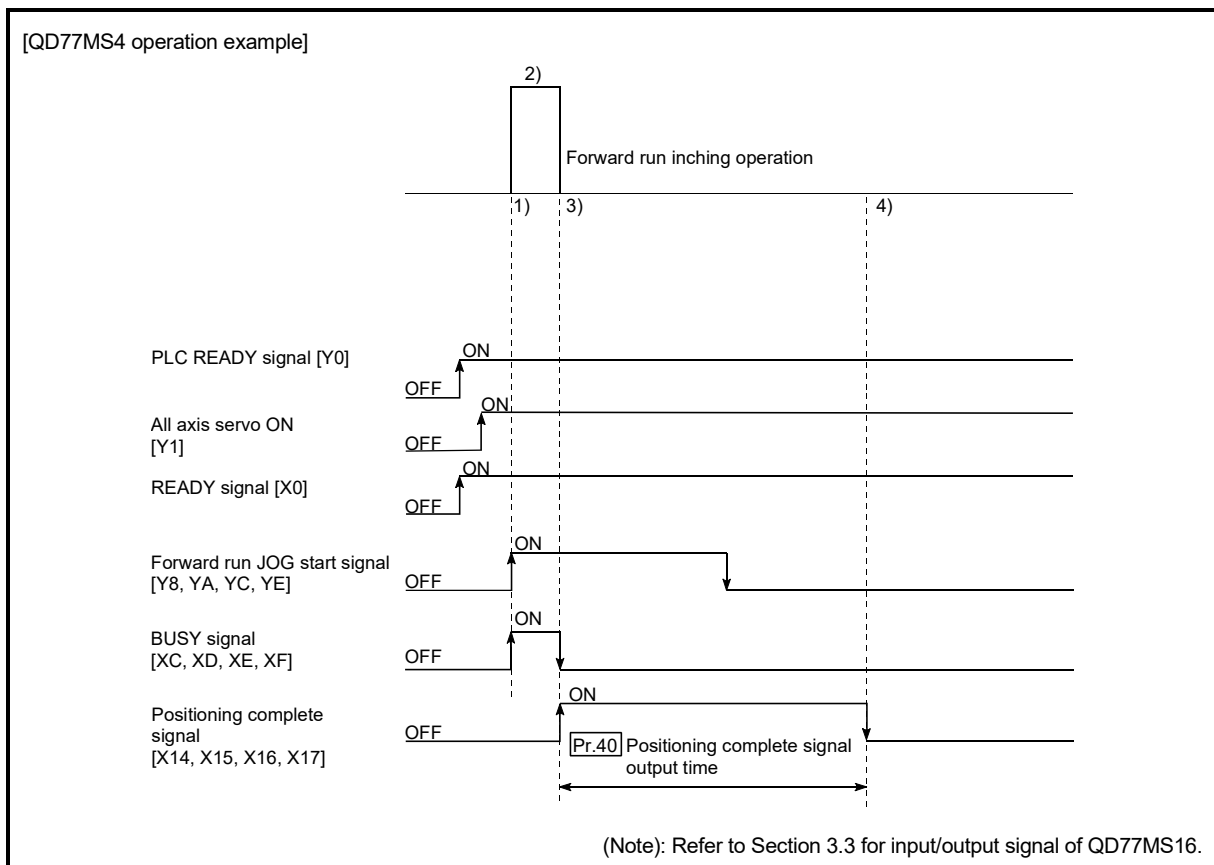 [QD77MS4 operation example]
2)
Forward run inching operation
1)
3)
4)
PLC READY signal [Y0]
ON
OFF
All axis servo ON
[Y1]
ON
OFF
READY signal [X0]
ON
OFF
Forward run JOG start signal
[Y8, YA, YC, YE]
ON
OFF
BUSY signal
[XC, XD, XE, XF]
ON
OFF
Positioning complete
signal
[X14, X15, X16, X17]
ON
OFF
Pr.40 Positioning complete signal
output time
(Note): Refer to Section 3.3 for input/output signal of QD77MS16.